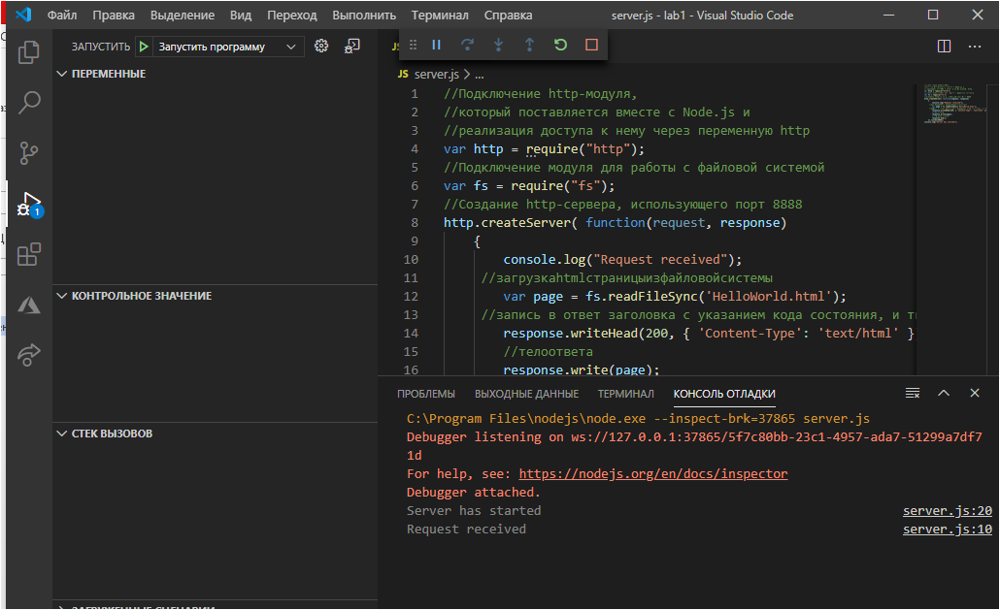 Файл Правка Выделение Вид Переход Выполнить Терминал Справка server.js - lab1 - Visual Studio Code
ЗАПУСТИТЬ Запустить программу
ПЕРЕМЕННЫЕ
JS server.js > ...
1 //Подключение http-модуля,
2 //который поставляется вместе с Node.js и
3 //реализация доступа к нему через переменную http
4 var http = require("http");
5 //Подключение модуля для работы с файловой системой
6 var fs = require("fs");
7 //Создание http-сервера, использующего порт 8888
8 http.createServer( function(request, response)
9 {
10 console.log("Request received");
11 //загрузкаhtmlстраницыизфайловойсистемы
12 var page = fs.readFileSync('HelloWorld.html');
13 //запись в ответ заголовка с указанием кода состояния, и
14 response.writeHead(200, { 'Content-Type': 'text/html' }
15 //телоответа
16 response.write(page);
КОНТРОЛЬНОЕ ЗНАЧЕНИЕ
СТЕК ВЫЗОВОВ
ЗАГРУЖЕННЫЕ СЦЕНАРИИ
1
ПРОБЛЕМЫ ВЫХОДНЫЕ ДАННЫЕ ТЕРМИНАЛ КОНСОЛЬ ОТЛАДКИ
C:\Program Files\nodejs\node.exe --inspect-brk=37865 server.js
Debugger listening on ws://127.0.0.1:37865/5f7c80bb-23c1-4957-ada7-51299a7df7
1d
For help, see: https://nodejs.org/en/docs/inspector
Debugger attached.
Server has started server.js:20
Request received server.js:10